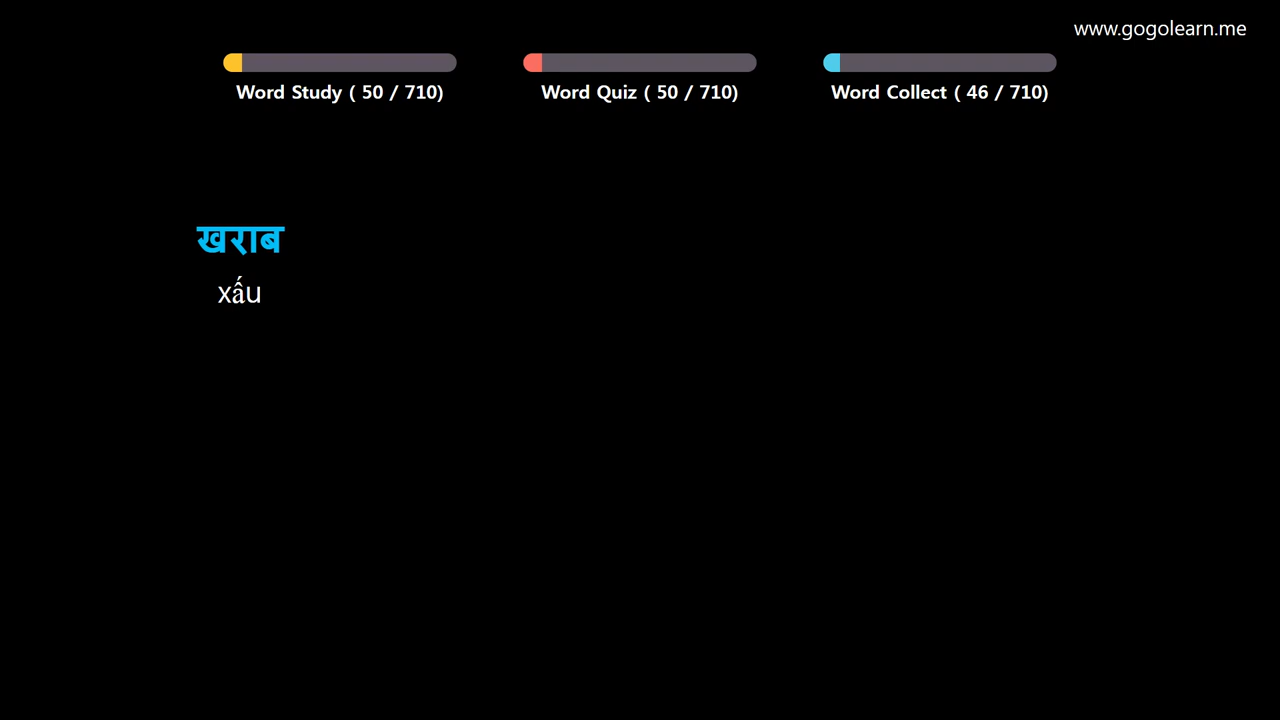 www.gogolearn.me
Word Study ( 50 / 710)
Word Quiz ( 50 / 710)
Word Collect ( 46 / 710)
खराब
xấu